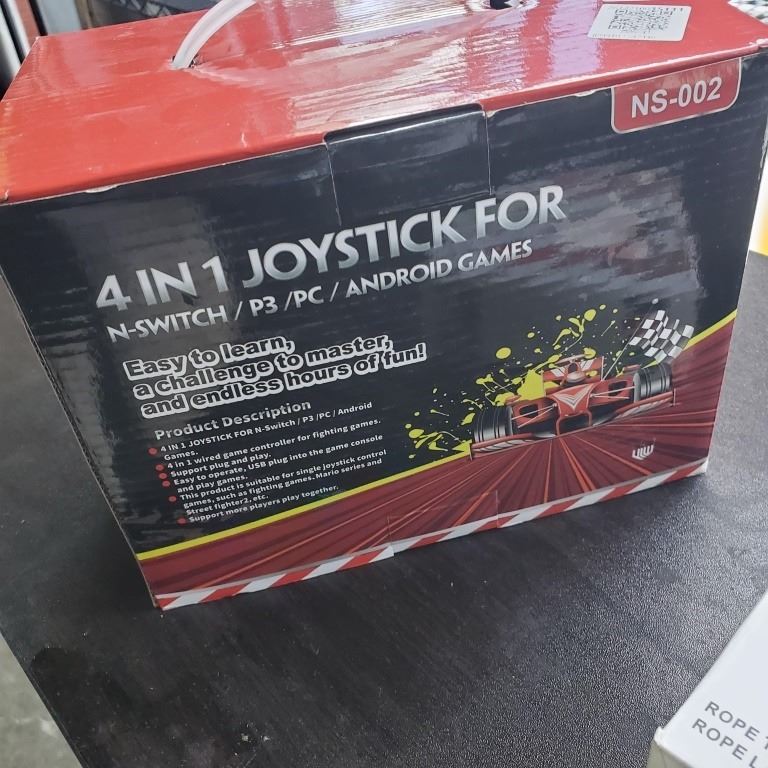 NS-002
4 IN 1 JOYSTICK FOR
N-SWITCH / P3 /PC / ANDROID GAMES
Easy to learn,
a challenge to master,
and endless hours of fun!
Product Description
4 IN 1 JOYSTICK FOR N-Switch / P3 /PC / Android
Games.
4 in 1 wired game controller for fighting games.
Support plug and play.
Easy to operate, USB plug into the game console
and play games.
This product is suitable for single joystick control
games, such as fighting games. Mario series and
Street fighter2, etc.
Support more players play together.
ROPE
ROPE L